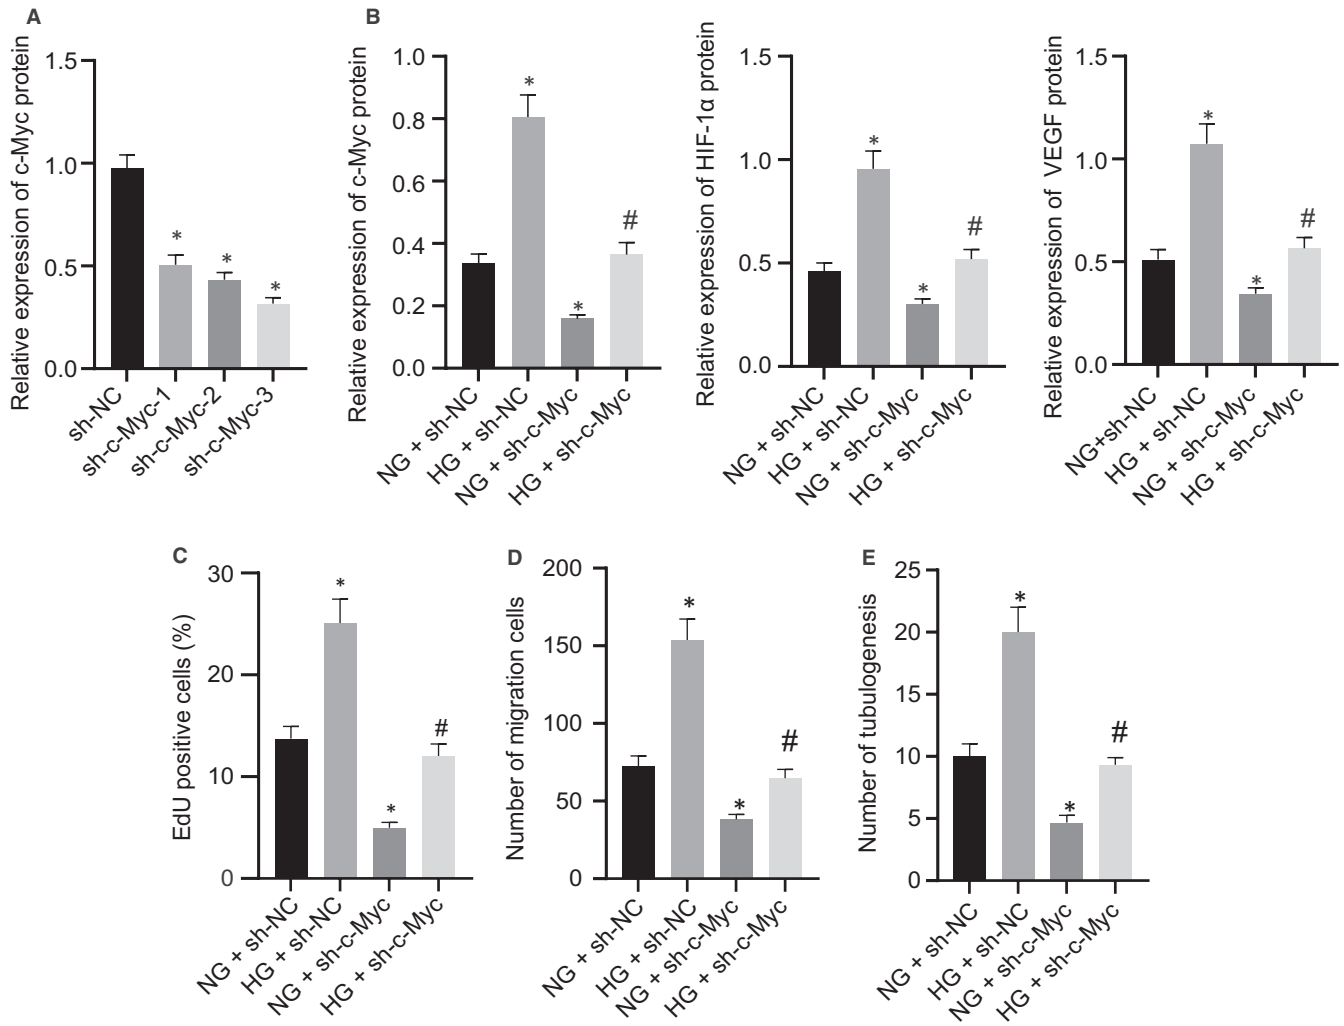 A
Relative expression of c-Myc protein
1.5
1.0
0.5
0.0
*
*
*
sh-NC
sh-c-Myc-1
sh-c-Myc-2
sh-c-Myc-3
B
Relative expression of c-Myc protein
1.0
0.8
0.6
0.4
0.2
0.0
*
*
#
NG + sh-NC
HG + sh-NC
NG + sh-c-Myc
HG + sh-c-Myc
Relative expression of HIF-1α protein
1.5
1.0
0.5
0.0
*
*
#
NG + sh-NC
HG + sh-NC
NG + sh-c-Myc
HG + sh-c-Myc
Relative expression of VEGF protein
1.5
1.0
0.5
0.0
*
*
#
NG+sh-NC
HG + sh-NC
NG + sh-c-Myc
HG + sh-c-Myc
C
EdU positive cells (%)
30
20
10
0
*
*
#
NG + sh-NC
HG + sh-NC
NG + sh-c-Myc
HG + sh-c-Myc
D
Number of migration cells
200
150
100
50
0
*
*
#
NG + sh-NC
HG + sh-NC
NG + sh-c-Myc
HG + sh-c-Myc
E
Number of tubulogenesis
25
20
15
10
5
0
*
*
#
NG + sh-NC
HG + sh-NC
NG + sh-c-Myc
HG + sh-c-Myc